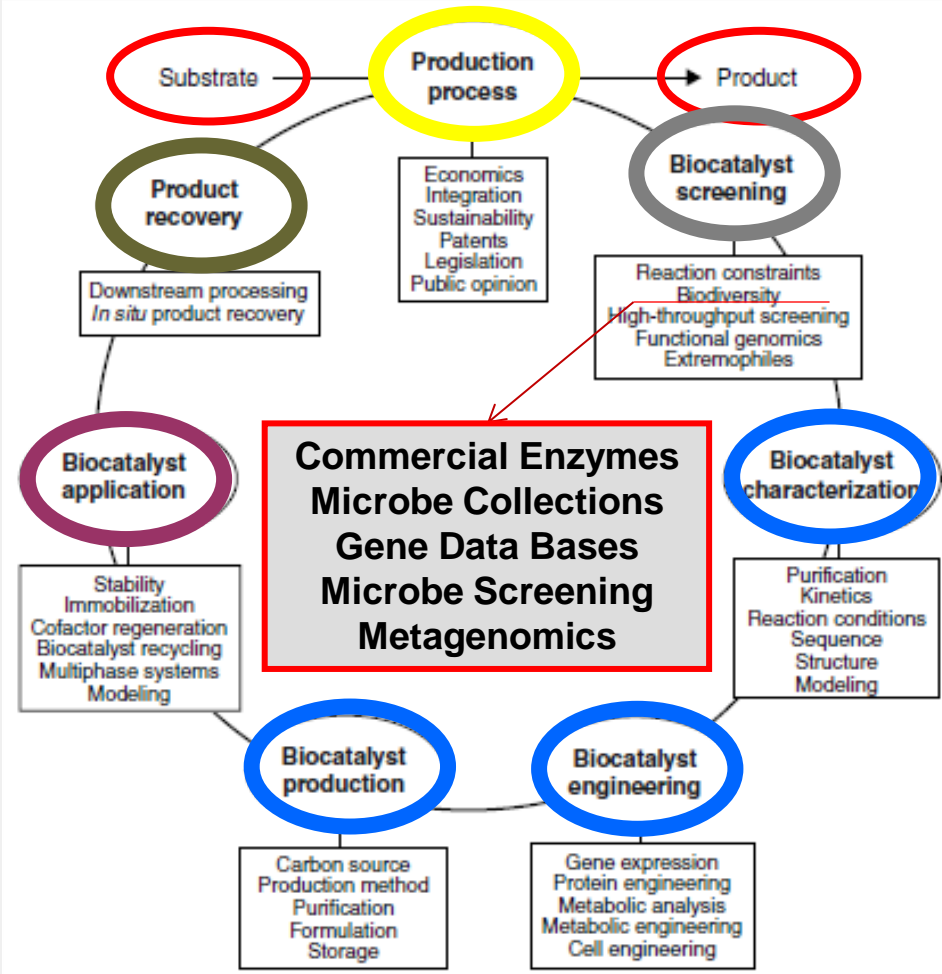 Substrate
Production
process
Product
Economics
Integration
Sustainability
Patents
Legislation
Public opinion
Biocatalyst
screening
Reaction constraints
Biodiversity
High-throughput screening
Functional genomics
Extremophiles
Product
recovery
Downstream processing
In situ product recovery
Biocatalyst
application
Stability
Immobilization
Cofactor regeneration
Biocatalyst recycling
Multiphase systems
Modeling
Commercial Enzymes
Microbe Collections
Gene Data Bases
Microbe Screening
Metagenomics
Biocatalyst
characterization
Purification
Kinetics
Reaction conditions
Sequence
Structure
Modeling
Biocatalyst
production
Carbon source
Production method
Purification
Formulation
Storage
Biocatalyst
engineering
Gene expression
Protein engineering
Metabolic analysis
Metabolic engineering
Cell engineering